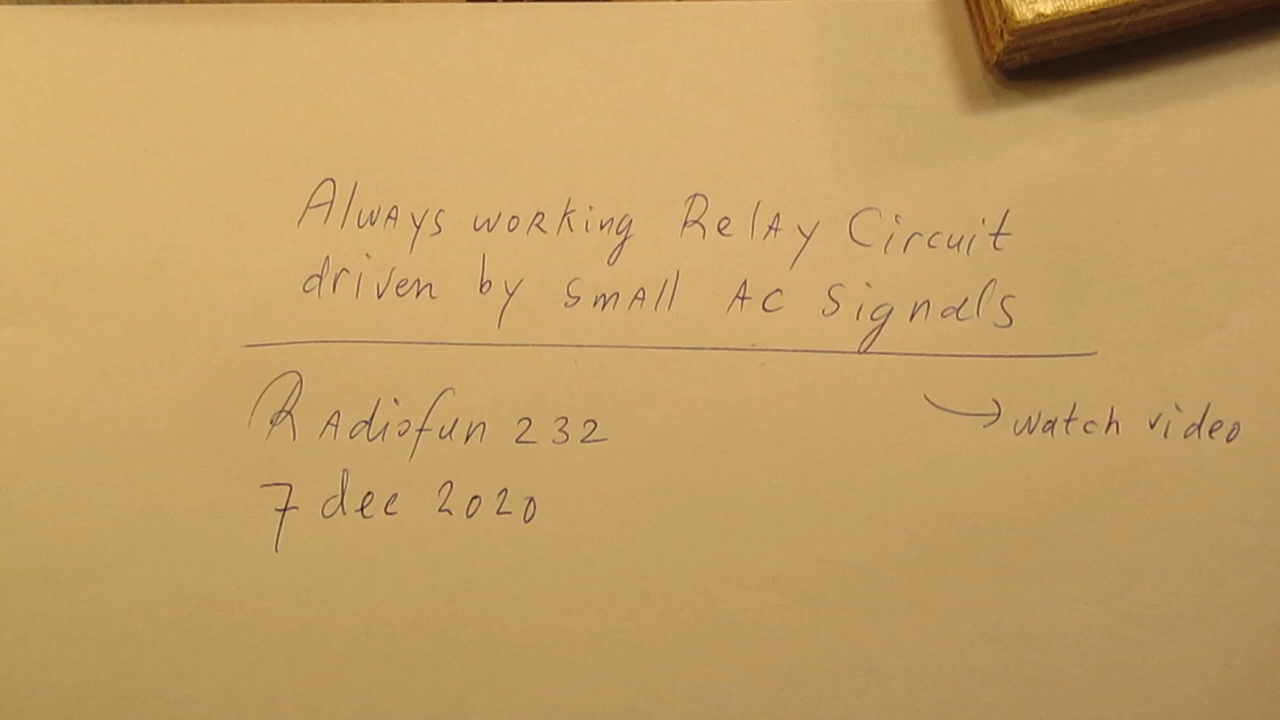 Always working Relay Circuit
driven by small AC Signals
Radiofun 232
→ watch video
7 dec 2020